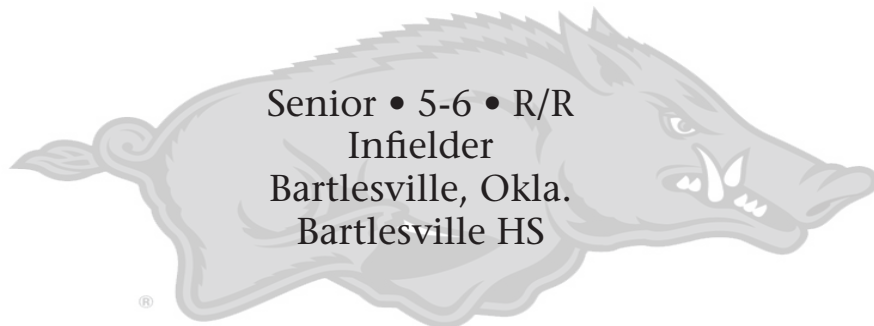 Senior • 5-6 • R/R
Infielder
Bartlesville, Okla.
Bartlesville HS
®